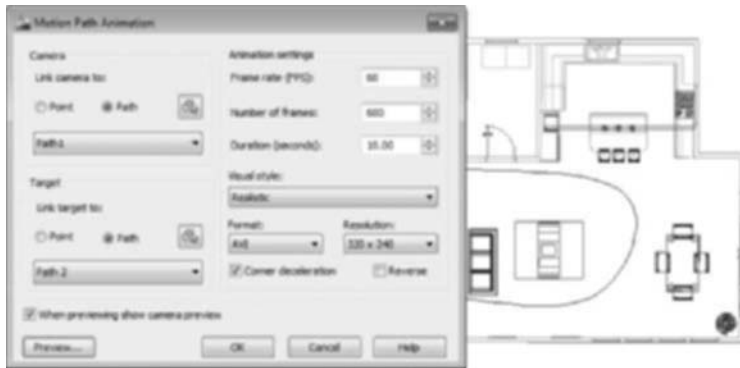 Motion Path Animation
Camera
Link camera to:
Point
Path
Path1
Target
Link target to:
Point
Path
Path 2
Animation settings
Frame rate (FPS):
60
Number of frames:
600
Duration (seconds):
10.00
Visual style:
Realistic
Format:
AVI
Resolution:
320 x 240
Corner deceleration
Reverse
When previewing show camera preview
Preview...
OK
Cancel
Help